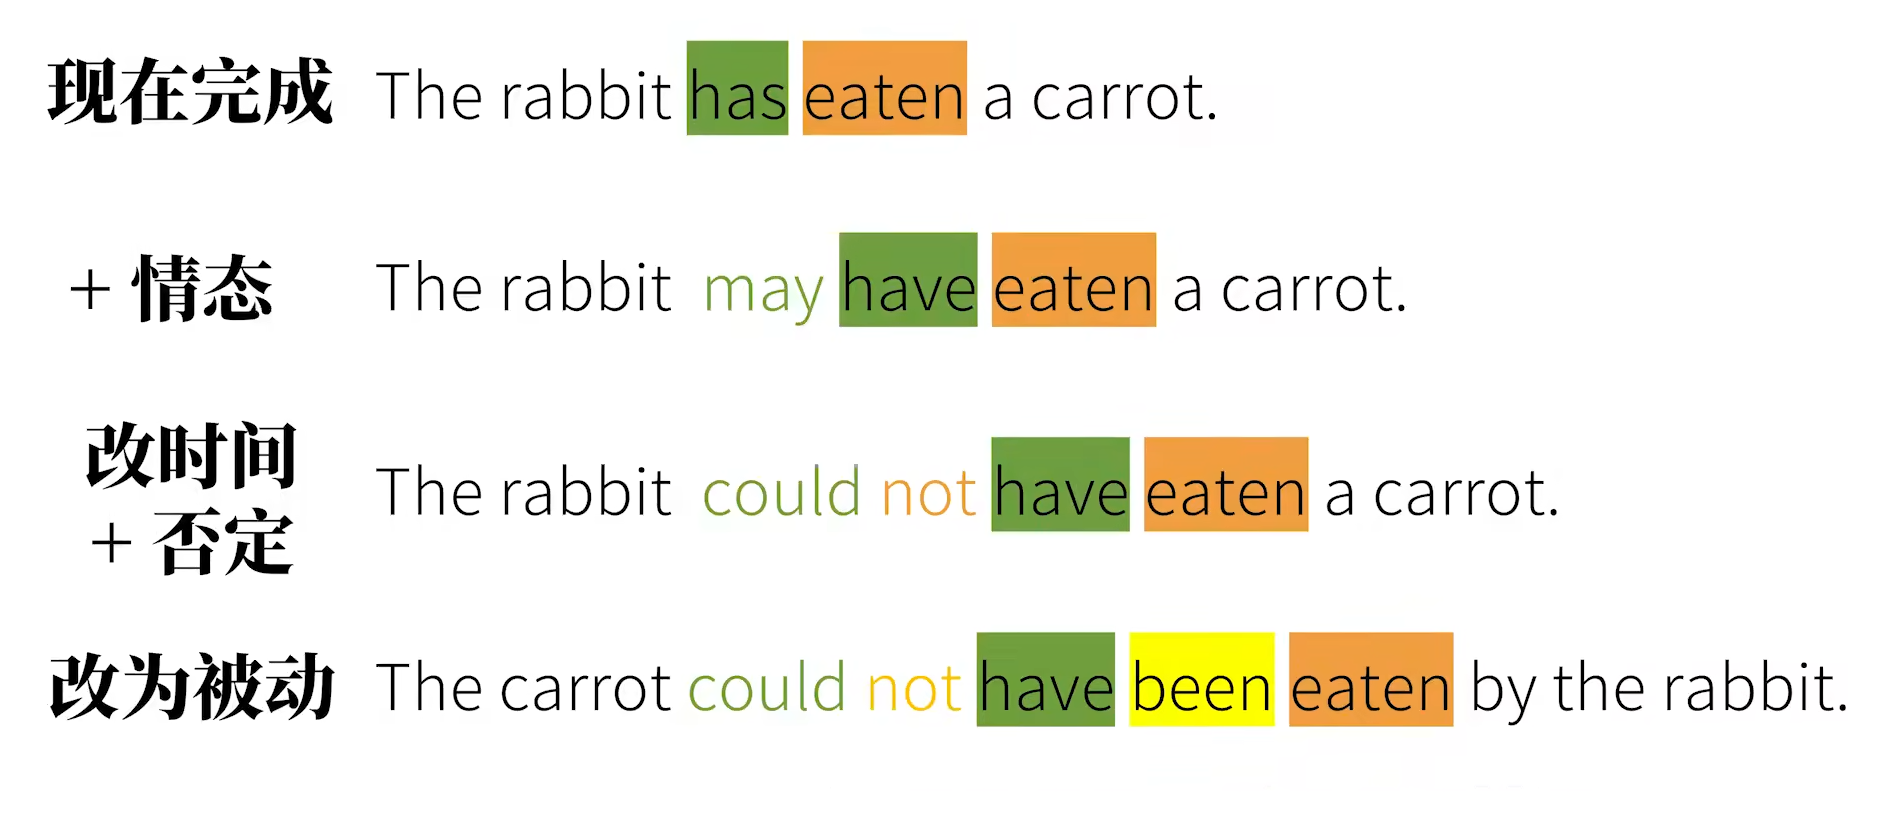 现在完成 The rabbit has eaten a carrot.
+ 情态 The rabbit may have eaten a carrot.
改时间
+ 否定 The rabbit could not have eaten a carrot.
改为被动 The carrot could not have been eaten by the rabbit.